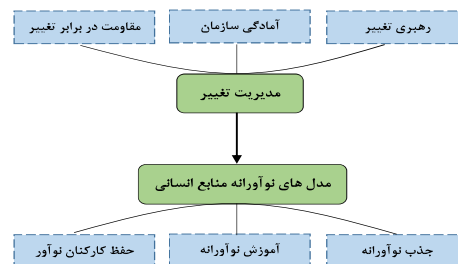 رهبری تغییر
آمادگی سازمان
مقاومت در برابر تغییر
مدیریت تغییر
مدل های نوآورانه منابع انسانی
جذب نوآورانه
آموزش نوآورانه
حفظ کارکنان نوآور